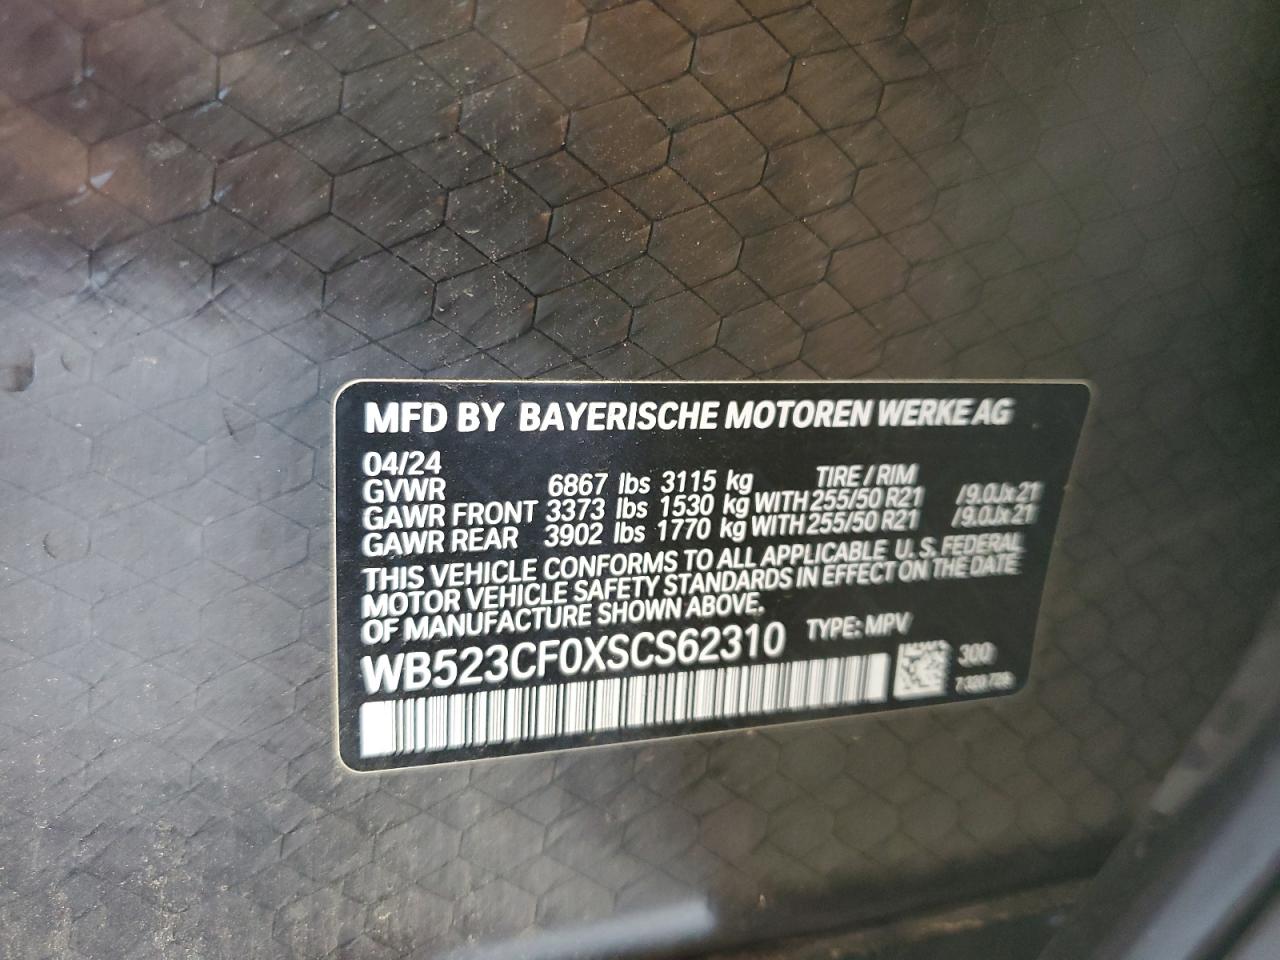 MFD BY BAYERISCHE MOTOREN WERKE AG
04/24
GVWR 6867 lbs 3115 kg TIRE / RIM
GAWR FRONT 3373 lbs 1530 kg WITH 255/50 R21 /9.0Jx21
GAWR REAR 3902 lbs 1770 kg WITH 255/50 R21 /9.0Jx21
THIS VEHICLE CONFORMS TO ALL APPLICABLE U. S. FEDERAL
MOTOR VEHICLE SAFETY STANDARDS IN EFFECT ON THE DATE
OF MANUFACTURE SHOWN ABOVE.
WB523CF0XSCS62310 TYPE: MPV
300